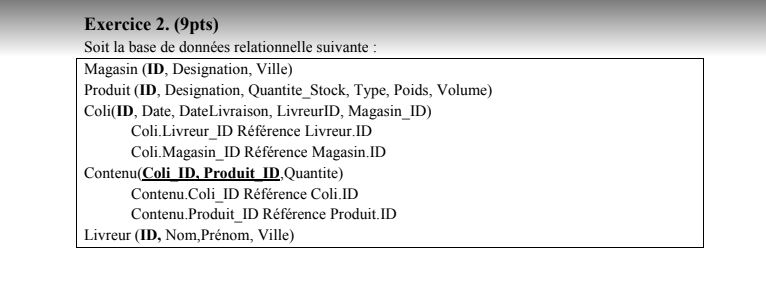 Exercice 2. (9pts)
Soit la base de données relationnelle suivante :
Magasin (ID, Designation, Ville)
Produit (ID, Designation, Quantite_Stock, Type, Poids, Volume)
Coli(ID, Date, DateLivraison, LivreurID, Magasin_ID)
Coli.Livreur_ID Référence Livreur.ID
Coli.Magasin_ID Référence Magasin.ID
Contenu(Coli_ID, Produit_ID,Quantite)
Contenu.Coli_ID Référence Coli.ID
Contenu.Produit_ID Référence Produit.ID
Livreur (ID, Nom,Prénom, Ville)